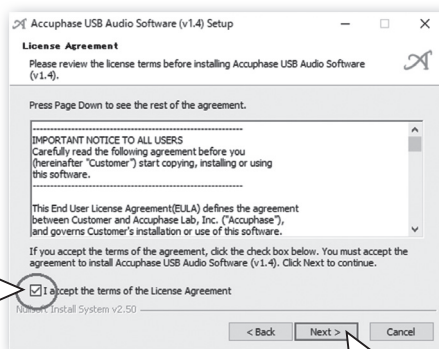 Accuphase USB Audio Software (v1.4) Setup
License Agreement
Please review the license terms before installing Accuphase USB Audio Software
(v1.4).
Press Page Down to see the rest of the agreement.
------------------------------------------------------------
IMPORTANT NOTICE TO ALL USERS
Carefully read the following agreement before you
(hereinafter "Customer") start copying, installing or using
this software.
------------------------------------------------------------
This End User License Agreement(EULA) defines the agreement
between Customer and Accuphase Lab, Inc. ("Accuphase"),
and governs Customer's installation or use of this software.
If you accept the terms of the agreement, click the check box below. You must accept the
agreement to install Accuphase USB Audio Software (v1.4). Click Next to continue.
I accept the terms of the License Agreement
Nullsoft Install System v2.50
< Back Next > Cancel